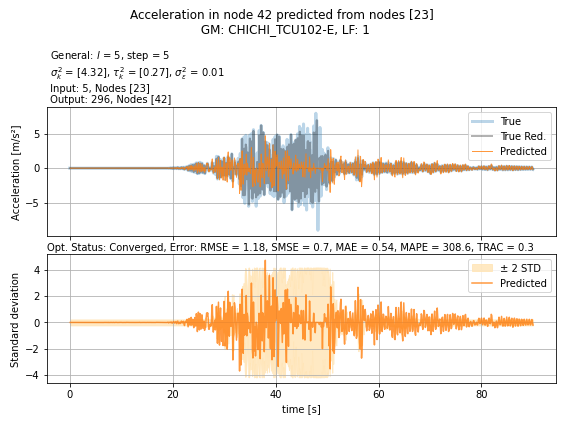 Acceleration in node 42 predicted from nodes [23]
GM: CHICHI_TCU102-E, LF: 1
General: l = 5, step = 5
σ²ₖ = [4.32], τ²ₖ = [0.27], σ²ε = 0.01
Input: 5, Nodes [23]
Output: 296, Nodes [42]
Acceleration [m/s²]
5
0
−5
True
True Red.
Predicted
Opt. Status: Converged, Error: RMSE = 1.18, SMSE = 0.7, MAE = 0.54, MAPE = 308.6, TRAC = 0.3
Standard deviation
4
2
0
−2
−4
± 2 STD
Predicted
0 20 40 60 80
time [s]